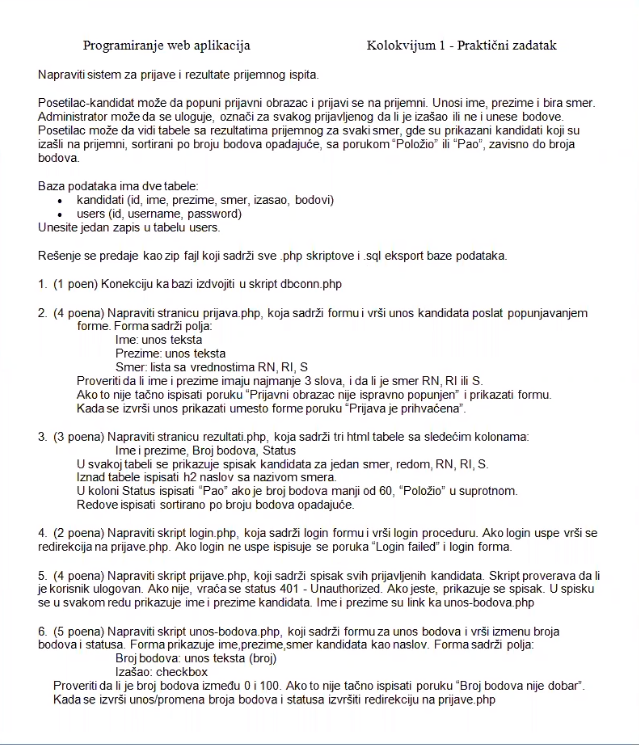 Programiranje web aplikacija Kolokvijum 1 - Praktični zadatak
Napraviti sistem za prijave i rezultate prijemnog ispita.
Posetilac-kandidat može da popuni prijavni obrazac i prijavi se na prijemni. Unosi ime, prezime i bira smer.
Administrator može da se uloguje, označi za svakog prijavljenog da li je izašao ili ne i unese bodove.
Posetilac može da vidi tabele sa rezultatima prijemnog za svaki smer, gde su prikazani kandidati koji su
izašli na prijemni, sortirani po broju bodova opadajuće, sa porukom “Položio” ili “Pao”, zavisno do broja
bodova.
Baza podataka ima dve tabele:
• kandidati (id, ime, prezime, smer, izasao, bodovi)
• users (id, username, password)
Unesite jedan zapis u tabelu users.
Rešenje se predaje kao zip fajl koji sadrži sve .php skriptove i .sql eksport baze podataka.
1. (1 poen) Konekciju ka bazi izdvojiti u skript dbconn.php
2. (4 poena) Napraviti stranicu prijava.php, koja sadrži formu i vrši unos kandidata poslat popunjavanjem
forme. Forma sadrži polja:
Ime: unos teksta
Prezime: unos teksta
Smer: lista sa vrednostima RN, RI, S
Proveriti da li ime i prezime imaju najmanje 3 slova, i da li je smer RN, RI ili S.
Ako to nije tačno ispisati poruku “Prijavni obrazac nije ispravno popunjen” i prikazati formu.
Kada se izvrši unos prikazati umesto forme poruku “Prijava je prihvaćena”.
3. (3 poena) Napraviti stranicu rezultati.php, koja sadrži tri html tabele sa sledećim kolonama:
Ime i prezime, Broj bodova, Status
U svakoj tabeli se prikazuje spisak kandidata za jedan smer, redom, RN, RI, S.
Iznad tabele ispisati h2 naslov sa nazivom smera.
U koloni Status ispisati “Pao” ako je broj bodova manji od 60, “Položio” u suprotnom.
Redove ispisati sortirano po broju bodova opadajuće.
4. (2 poena) Napraviti skript login.php, koja sadrži login formu i vrši login proceduru. Ako login uspe vrši se
redirekcija na prijave.php. Ako login ne uspe ispisuje se poruka “Login failed” i login forma.
5. (4 poena) Napraviti skript prijave.php, koji sadrži spisak svih prijavljenih kandidata. Skript proverava da li
je korisnik ulogovan. Ako nije, vraća se status 401 - Unauthorized. Ako jeste, prikazuje se spisak. U spisku
se u svakom redu prikazuje ime i prezime kandidata. Ime i prezime su link ka unos-bodova.php
6. (5 poena) Napraviti skript unos-bodova.php, koji sadrži formu za unos bodova i vrši izmenu broja
bodova i statusa. Forma prikazuje ime,prezime,smer kandidata kao naslov. Forma sadrži polja:
Broj bodova: unos teksta (broj)
Izašao: checkbox
Proveriti da li je broj bodova između 0 i 100. Ako to nije tačno ispisati poruku “Broj bodova nije dobar”.
Kada se izvrši unos/promena broja bodova i statusa izvršiti redirekciju na prijave.php